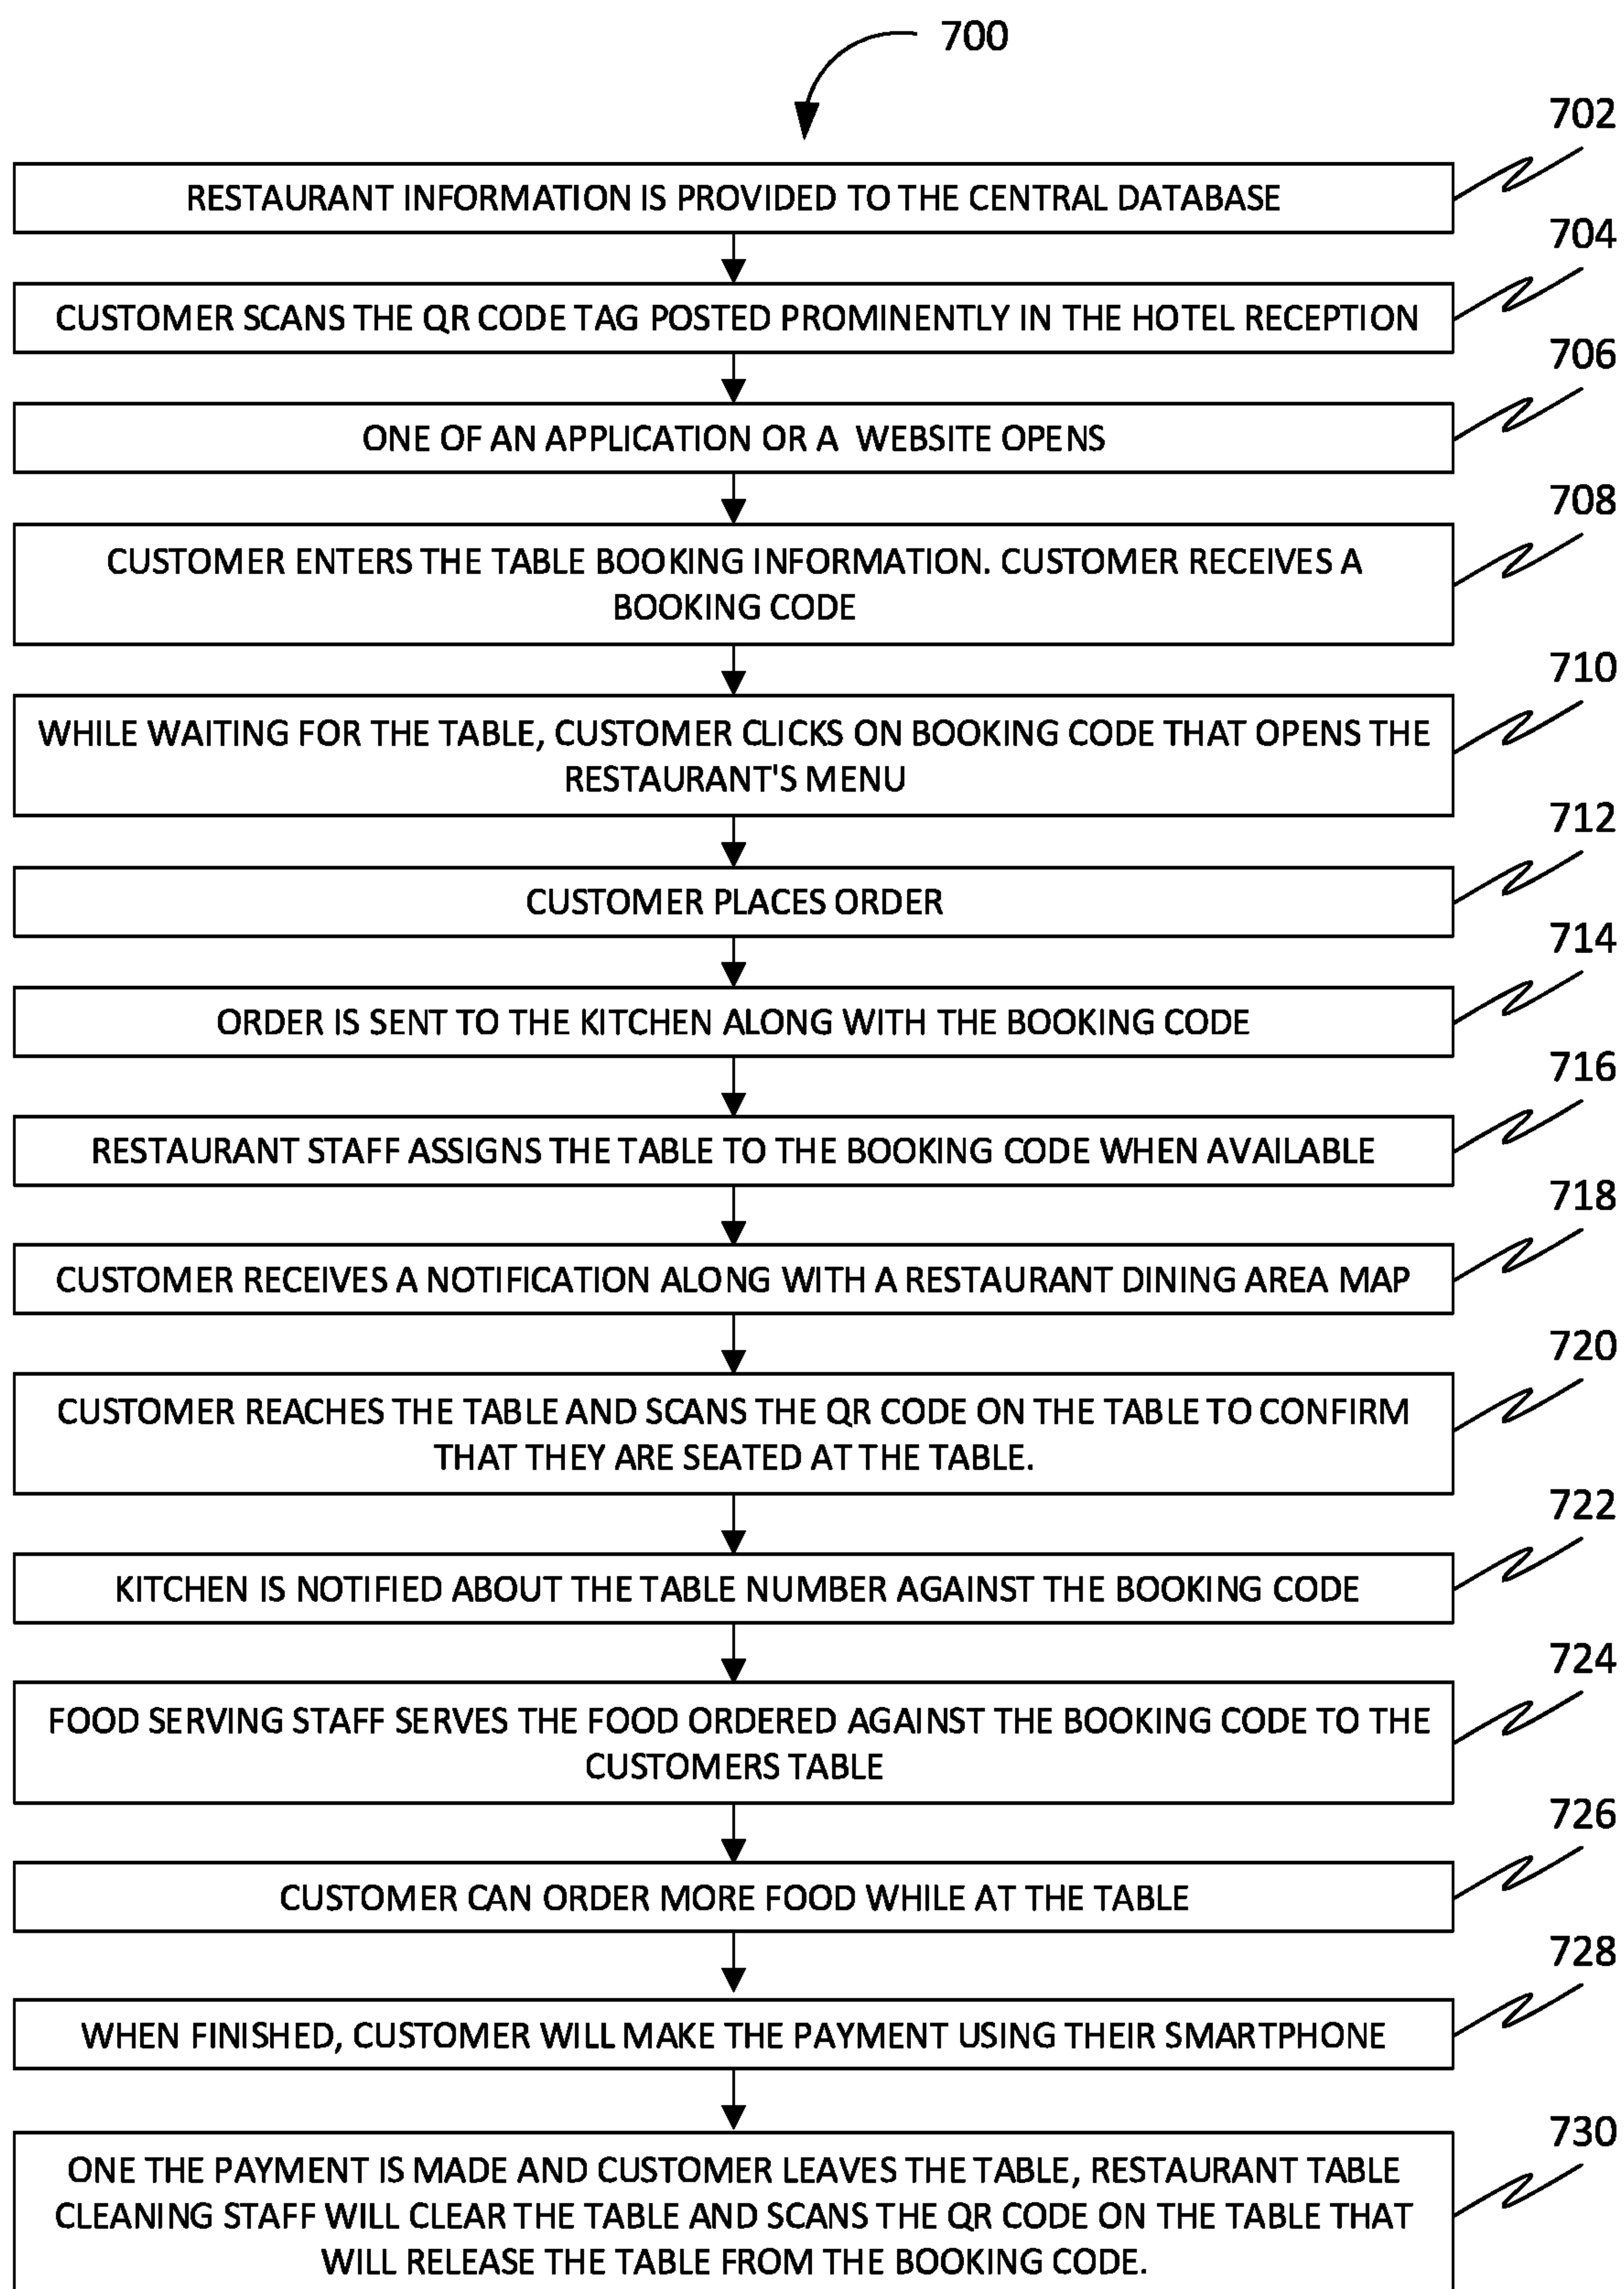 700
702
RESTAURANT INFORMATION IS PROVIDED TO THE CENTRAL DATABASE
704
CUSTOMER SCANS THE QR CODE TAG POSTED PROMINENTLY IN THE HOTEL RECEPTION
706
ONE OF AN APPLICATION OR A WEBSITE OPENS
708
CUSTOMER ENTERS THE TABLE BOOKING INFORMATION. CUSTOMER RECEIVES A
BOOKING CODE
710
WHILE WAITING FOR THE TABLE, CUSTOMER CLICKS ON BOOKING CODE THAT OPENS THE
RESTAURANT'S MENU
712
CUSTOMER PLACES ORDER
714
ORDER IS SENT TO THE KITCHEN ALONG WITH THE BOOKING CODE
716
RESTAURANT STAFF ASSIGNS THE TABLE TO THE BOOKING CODE WHEN AVAILABLE
718
CUSTOMER RECEIVES A NOTIFICATION ALONG WITH A RESTAURANT DINING AREA MAP
720
CUSTOMER REACHES THE TABLE AND SCANS THE QR CODE ON THE TABLE TO CONFIRM
THAT THEY ARE SEATED AT THE TABLE.
722
KITCHEN IS NOTIFIED ABOUT THE TABLE NUMBER AGAINST THE BOOKING CODE
724
FOOD SERVING STAFF SERVES THE FOOD ORDERED AGAINST THE BOOKING CODE TO THE
CUSTOMERS TABLE
726
CUSTOMER CAN ORDER MORE FOOD WHILE AT THE TABLE
728
WHEN FINISHED, CUSTOMER WILL MAKE THE PAYMENT USING THEIR SMARTPHONE
730
ONE THE PAYMENT IS MADE AND CUSTOMER LEAVES THE TABLE, RESTAURANT TABLE
CLEANING STAFF WILL CLEAR THE TABLE AND SCANS THE QR CODE ON THE TABLE THAT
WILL RELEASE THE TABLE FROM THE BOOKING CODE.